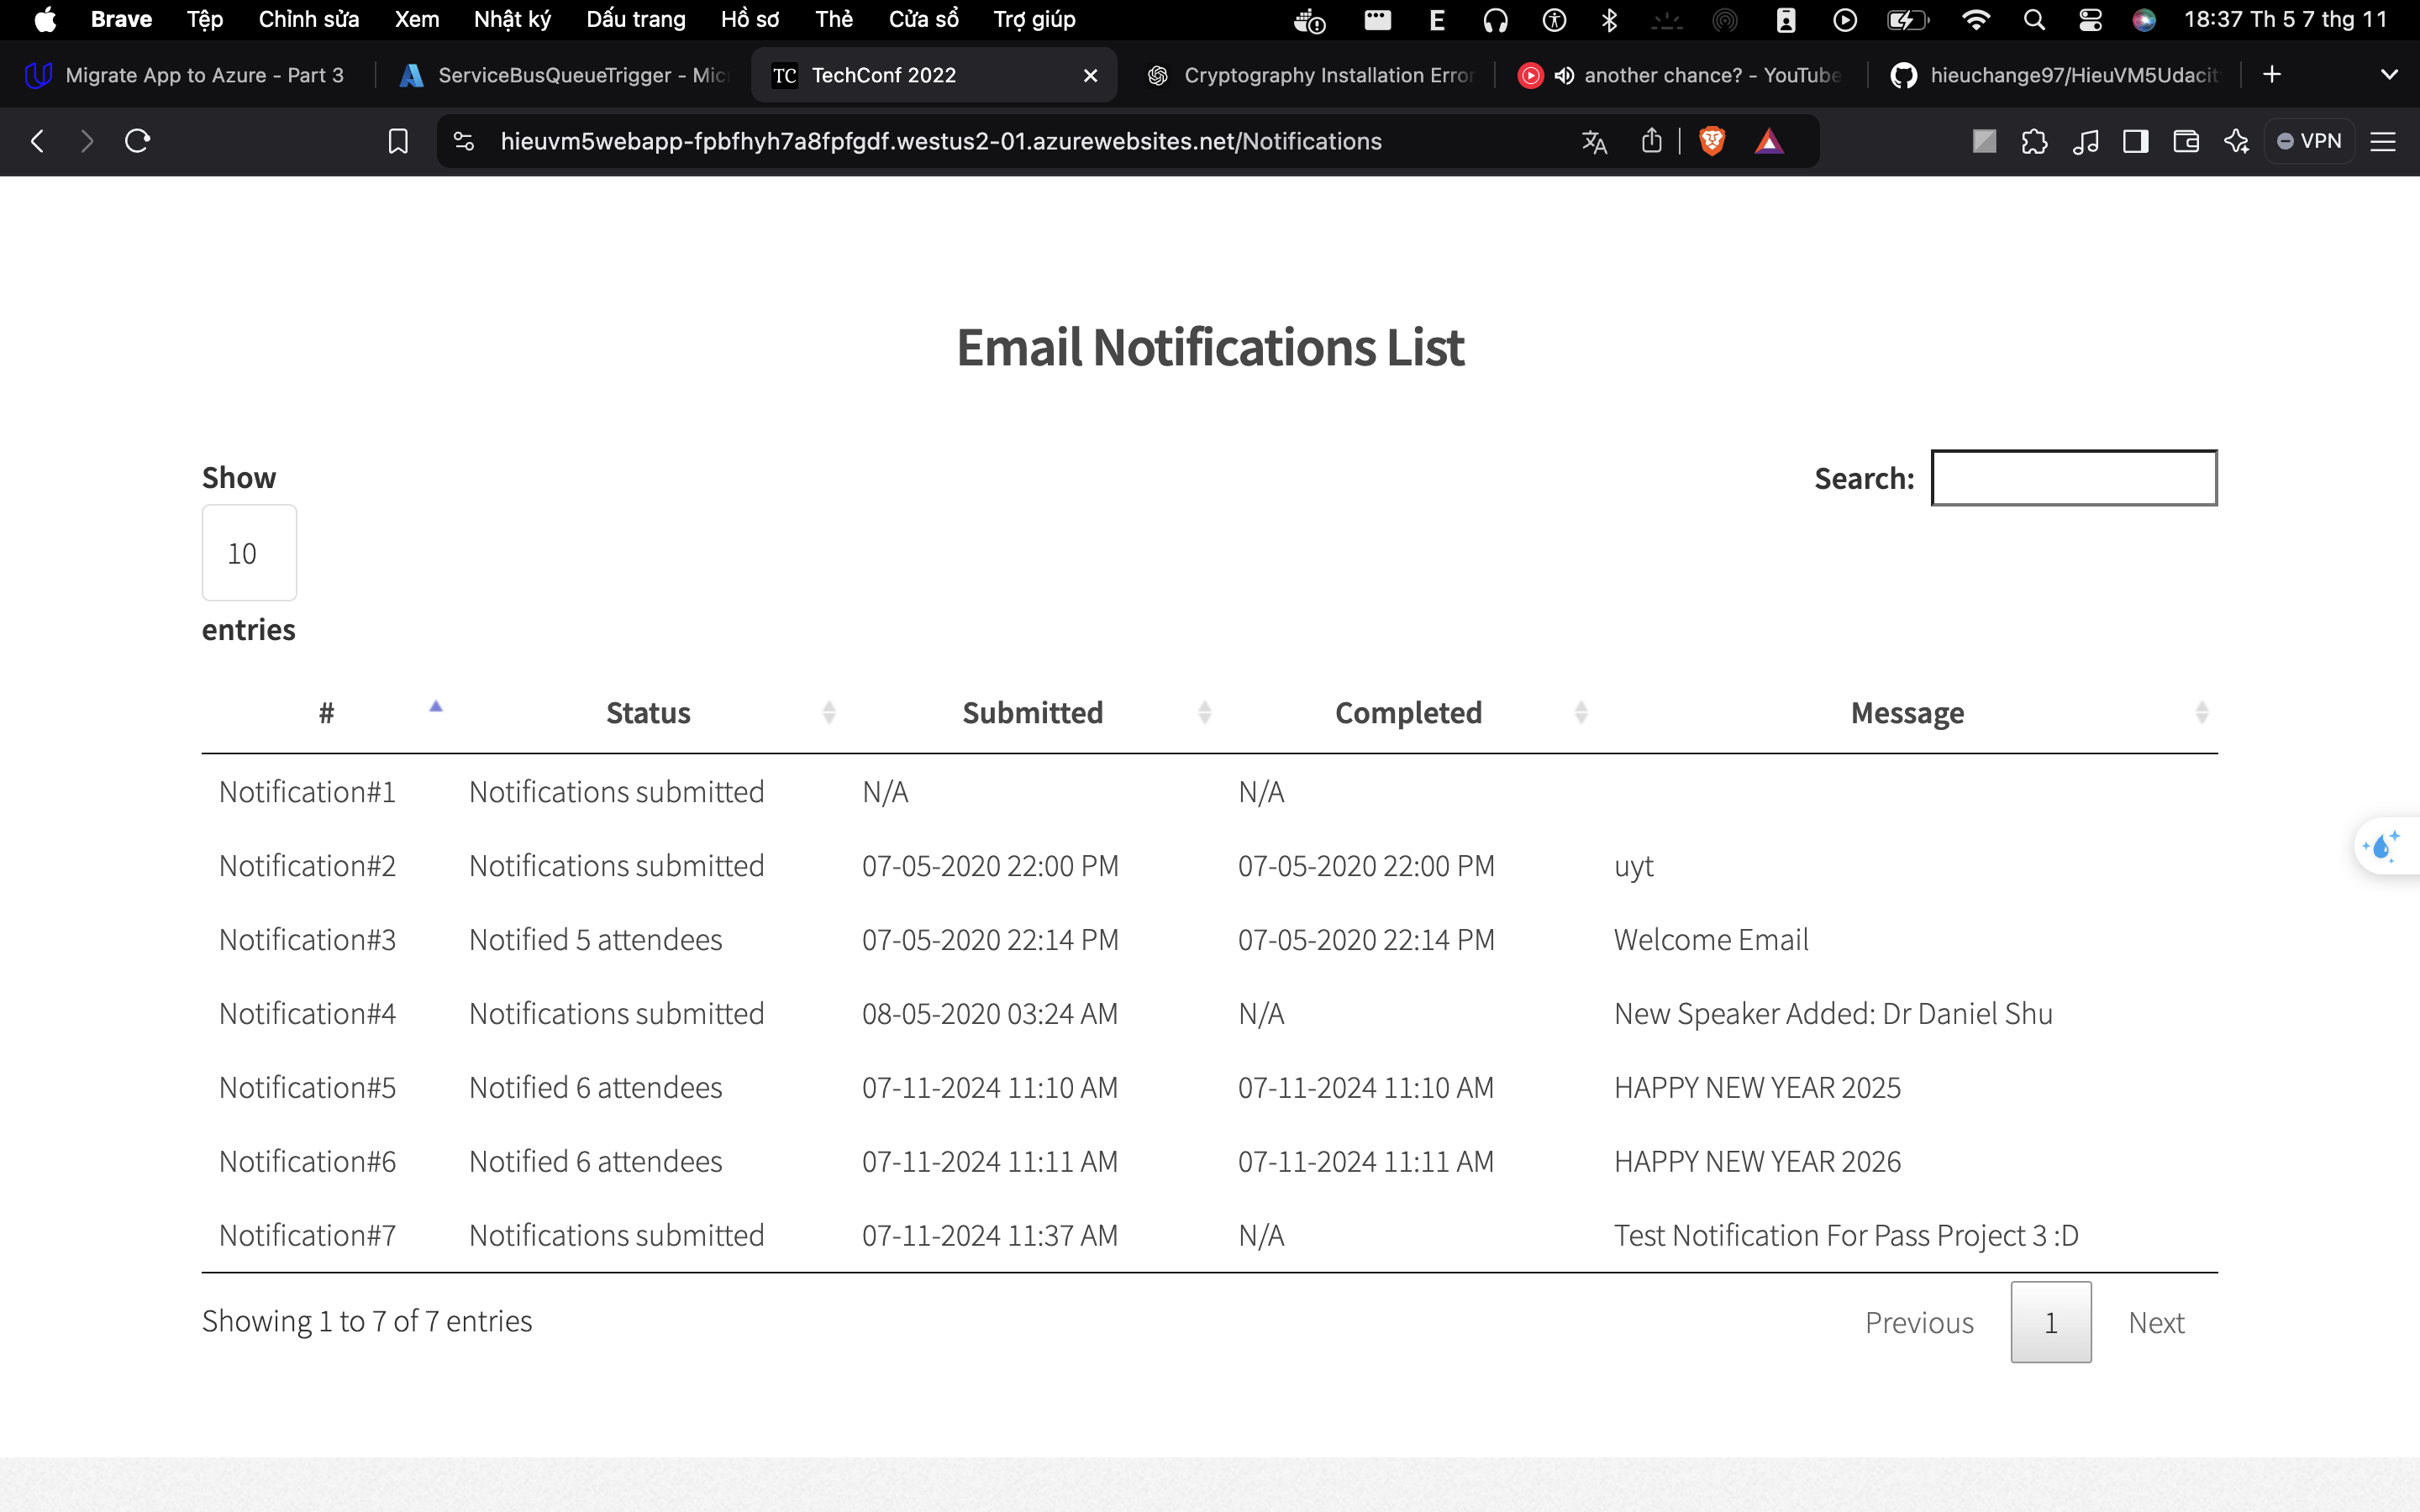 Brave Tệp Chỉnh sửa Xem Nhật ký Dấu trang Hồ sơ Thẻ Cửa sổ Trợ giúp E 18:37 Th 5 7 thg 11
Migrate App to Azure - Part 3 ServiceBusQueueTrigger - Mic TC TechConf 2022 Cryptography Installation Error another chance? - YouTube hieuchange97/HieuVM5Udacit
hieuvm5webapp-fpbfhyh7a8fpfgdf.westus2-01.azurewebsites.net/Notifications VPN
Email Notifications List
Show
10
entries
Search:
# Status Submitted Completed Message
Notification#1 Notifications submitted N/A N/A
Notification#2 Notifications submitted 07-05-2020 22:00 PM 07-05-2020 22:00 PM uyt
Notification#3 Notified 5 attendees 07-05-2020 22:14 PM 07-05-2020 22:14 PM Welcome Email
Notification#4 Notifications submitted 08-05-2020 03:24 AM N/A New Speaker Added: Dr Daniel Shu
Notification#5 Notified 6 attendees 07-11-2024 11:10 AM 07-11-2024 11:10 AM HAPPY NEW YEAR 2025
Notification#6 Notified 6 attendees 07-11-2024 11:11 AM 07-11-2024 11:11 AM HAPPY NEW YEAR 2026
Notification#7 Notifications submitted 07-11-2024 11:37 AM N/A Test Notification For Pass Project 3 :D
Showing 1 to 7 of 7 entries
Previous 1 Next